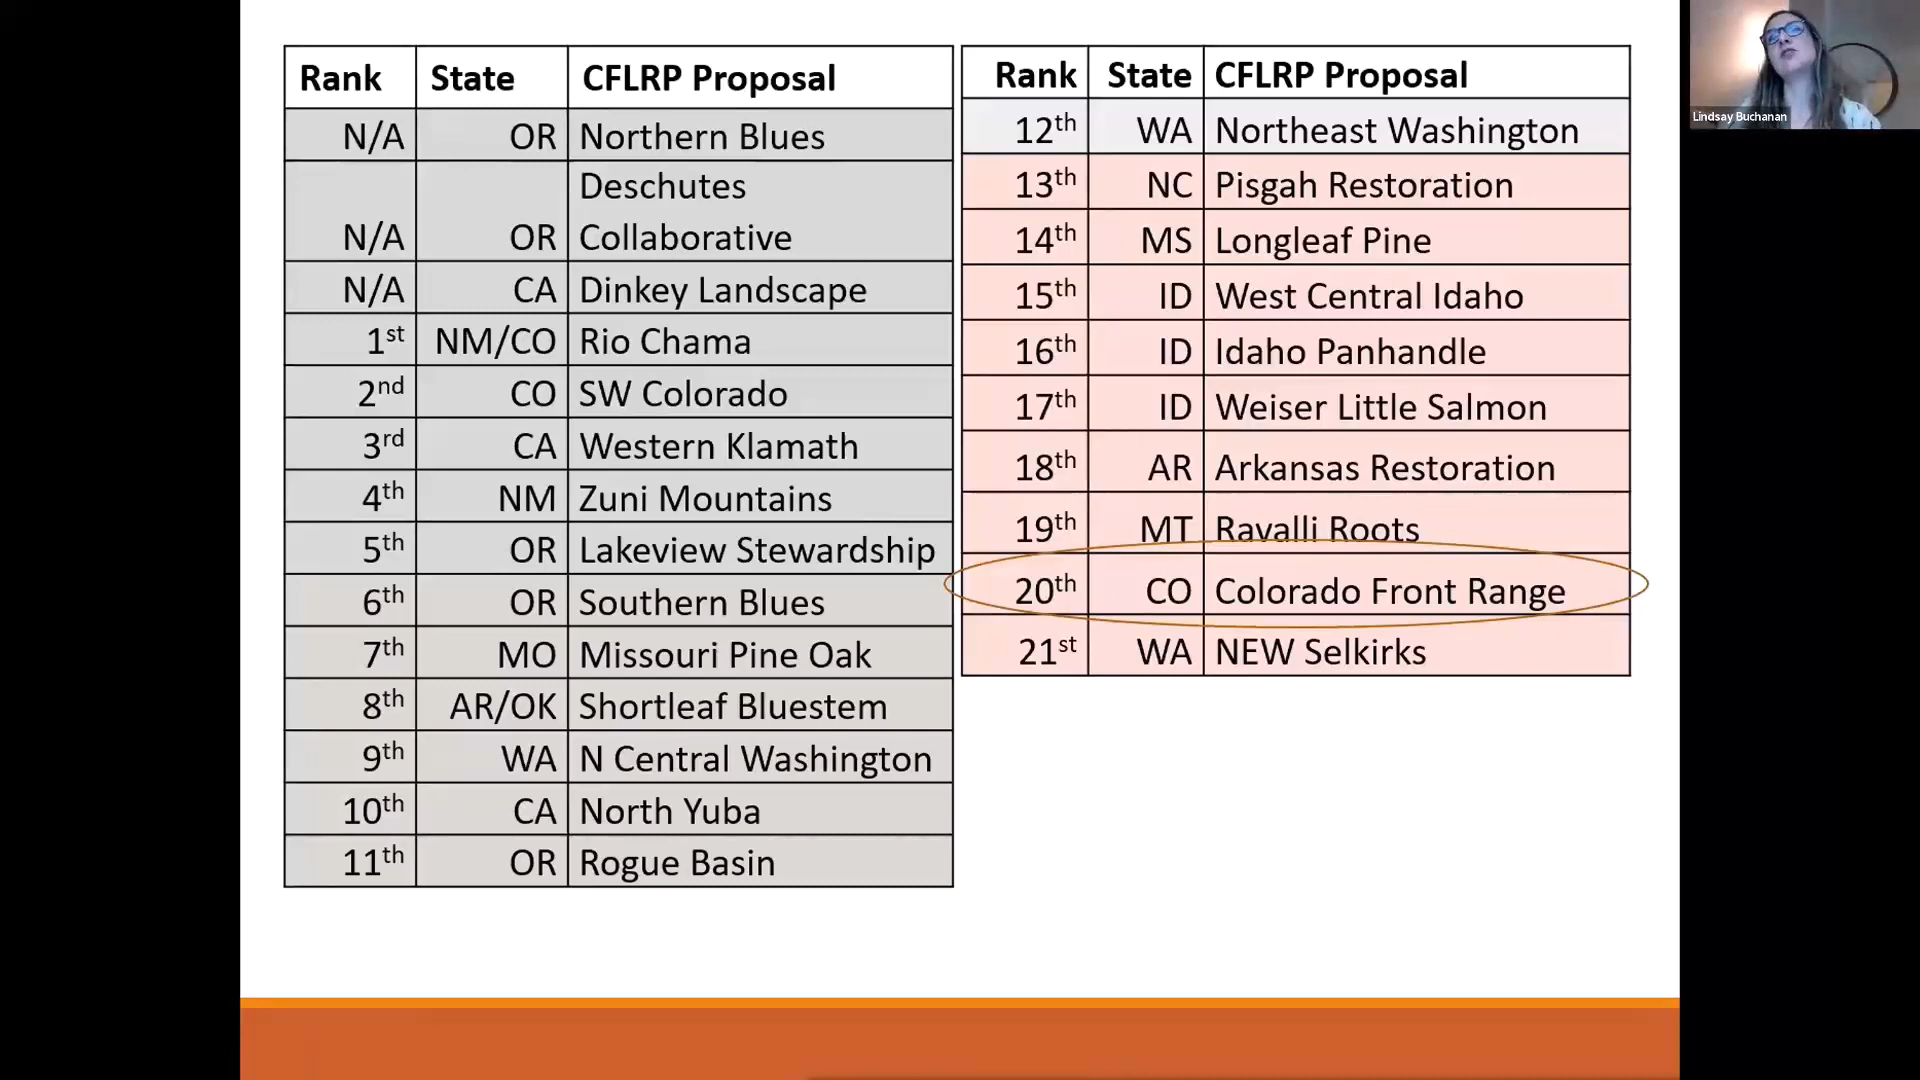 Rank State CFLRP Proposal
N/A OR Northern Blues
Deschutes
N/A OR Collaborative
N/A CA Dinkey Landscape
1st NM/CO Rio Chama
2nd CO SW Colorado
3rd CA Western Klamath
4th NM Zuni Mountains
5th OR Lakeview Stewardship
6th OR Southern Blues
7th MO Missouri Pine Oak
8th AR/OK Shortleaf Bluestem
9th WA N Central Washington
10th CA North Yuba
11th OR Rogue Basin
Rank State CFLRP Proposal
12th WA Northeast Washington
13th NC Pisgah Restoration
14th MS Longleaf Pine
15th ID West Central Idaho
16th ID Idaho Panhandle
17th ID Weiser Little Salmon
18th AR Arkansas Restoration
19th MT Ravalli Roots
20th CO Colorado Front Range
21st WA NEW Selkirks
Lindsay Buchanan